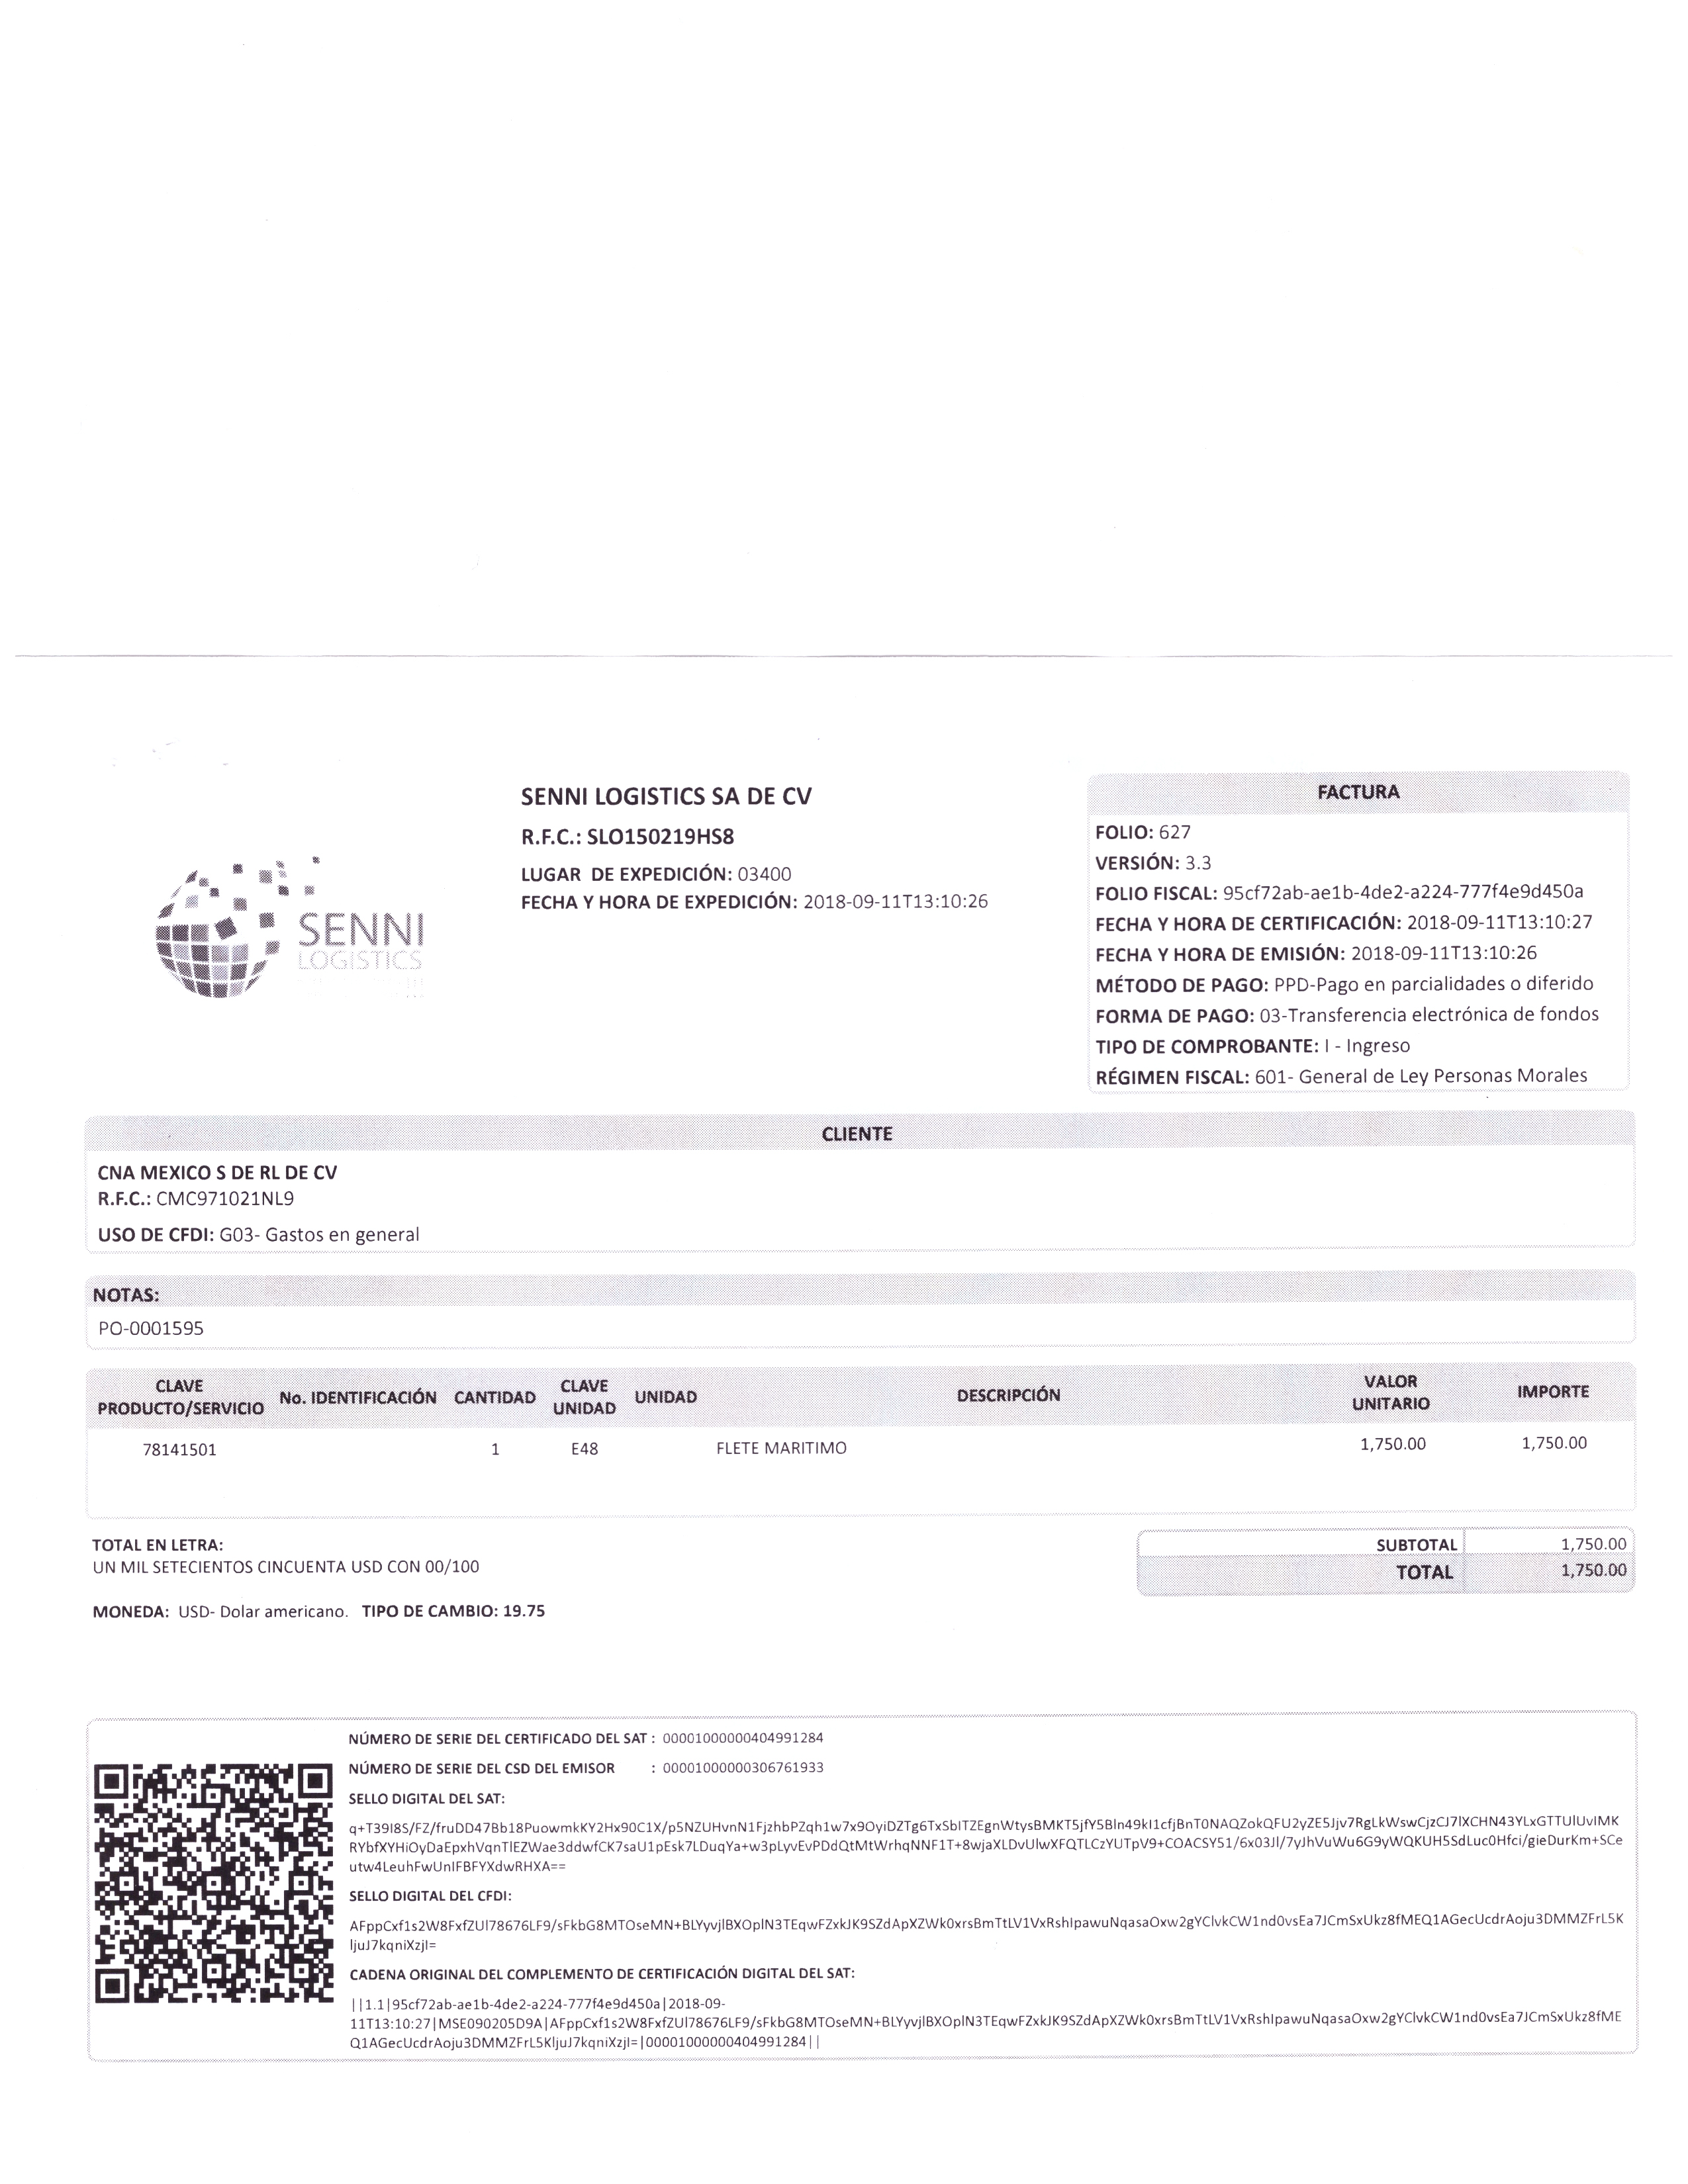 SENNI
LOGISTICS
SENNI LOGISTICS SA DE CV
R.F.C.: SLO150219HS8
LUGAR DE EXPEDICIÓN: 03400
FECHA Y HORA DE EXPEDICIÓN: 2018-09-11T13:10:26
FACTURA
FOLIO: 627
VERSIÓN: 3.3
FOLIO FISCAL: 95cf72ab-ae1b-4de2-a224-777f4e9d450a
FECHA Y HORA DE CERTIFICACIÓN: 2018-09-11T13:10:27
FECHA Y HORA DE EMISIÓN: 2018-09-11T13:10:26
MÉTODO DE PAGO: PPD-Pago en parcialidades o diferido
FORMA DE PAGO: 03-Transferencia electrónica de fondos
TIPO DE COMPROBANTE: I - Ingreso
RÉGIMEN FISCAL: 601- General de Ley Personas Morales
CLIENTE
CNA MEXICO S DE RL DE CV
R.F.C.: CMC971021NL9
USO DE CFDI: G03- Gastos en general
NOTAS:
PO-0001595
CLAVE PRODUCTO/SERVICIO No. IDENTIFICACIÓN CANTIDAD CLAVE UNIDAD UNIDAD DESCRIPCIÓN VALOR UNITARIO IMPORTE
78141501 1 E48 FLETE MARITIMO 1,750.00 1,750.00
TOTAL EN LETRA:
UN MIL SETECIENTOS CINCUENTA USD CON 00/100
SUBTOTAL 1,750.00
TOTAL 1,750.00
MONEDA: USD- Dolar americano. TIPO DE CAMBIO: 19.75
NÚMERO DE SERIE DEL CERTIFICADO DEL SAT : 00001000000404991284
NÚMERO DE SERIE DEL CSD DEL EMISOR : 00001000000306761933
SELLO DIGITAL DEL SAT:
q+T39I8S/FZ/fruDD47Bb18PuowmkKY2Hx90C1X/p5NZUHvnN1FjzhbPZqh1w7x9OyiDZTg6TxSbITZEgnWtysBMKT5jfY5Bln49kI1cfjBnT0NAQZokQFU2yZE5Jjv7RgLkWswCjzCJ7lXCHN43YLxGTTUlUvIMK
RYbfXYHiOyDaEpxhVqnTlEZWae3ddwfCK7saU1pEsk7LDuqYa+w3pLyvEvPDdQtMtWrhqNNF1T+8wjaXLDvUlwXFQTLCzYUTpV9+COACSY51/6x03Jl/7yJhVuWu6G9yWQKUH5SdLuc0Hfci/gieDurKm+SCe
utw4LeuhFwUnIFBFYXdwRHXA==
SELLO DIGITAL DEL CFDI:
AFppCxf1s2W8FxfZUl78676LF9/sFkbG8MTOseMN+BLYyvjlBXOplN3TEqwFZxkJK9SZdApXZWk0xrsBmTtLV1VxRshIpawuNqasaOxw2gYClvkCW1nd0vsEa7JCmSxUkz8fMEQ1AGecUcdrAoju3DMMZFrL5K
ljuJ7kqniXzjI=
CADENA ORIGINAL DEL COMPLEMENTO DE CERTIFICACIÓN DIGITAL DEL SAT:
||1.1|95cf72ab-ae1b-4de2-a224-777f4e9d450a|2018-09-
11T13:10:27|MSE090205D9A|AFppCxf1s2W8FxfZUl78676LF9/sFkbG8MTOseMN+BLYyvjlBXOplN3TEqwFZxkJK9SZdApXZWk0xrsBmTtLV1VxRshIpawuNqasaOxw2gYClvkCW1nd0vsEa7JCmSxUkz8fME
Q1AGecUcdrAoju3DMMZFrL5KljuJ7kqniXzjI=|00001000000404991284||